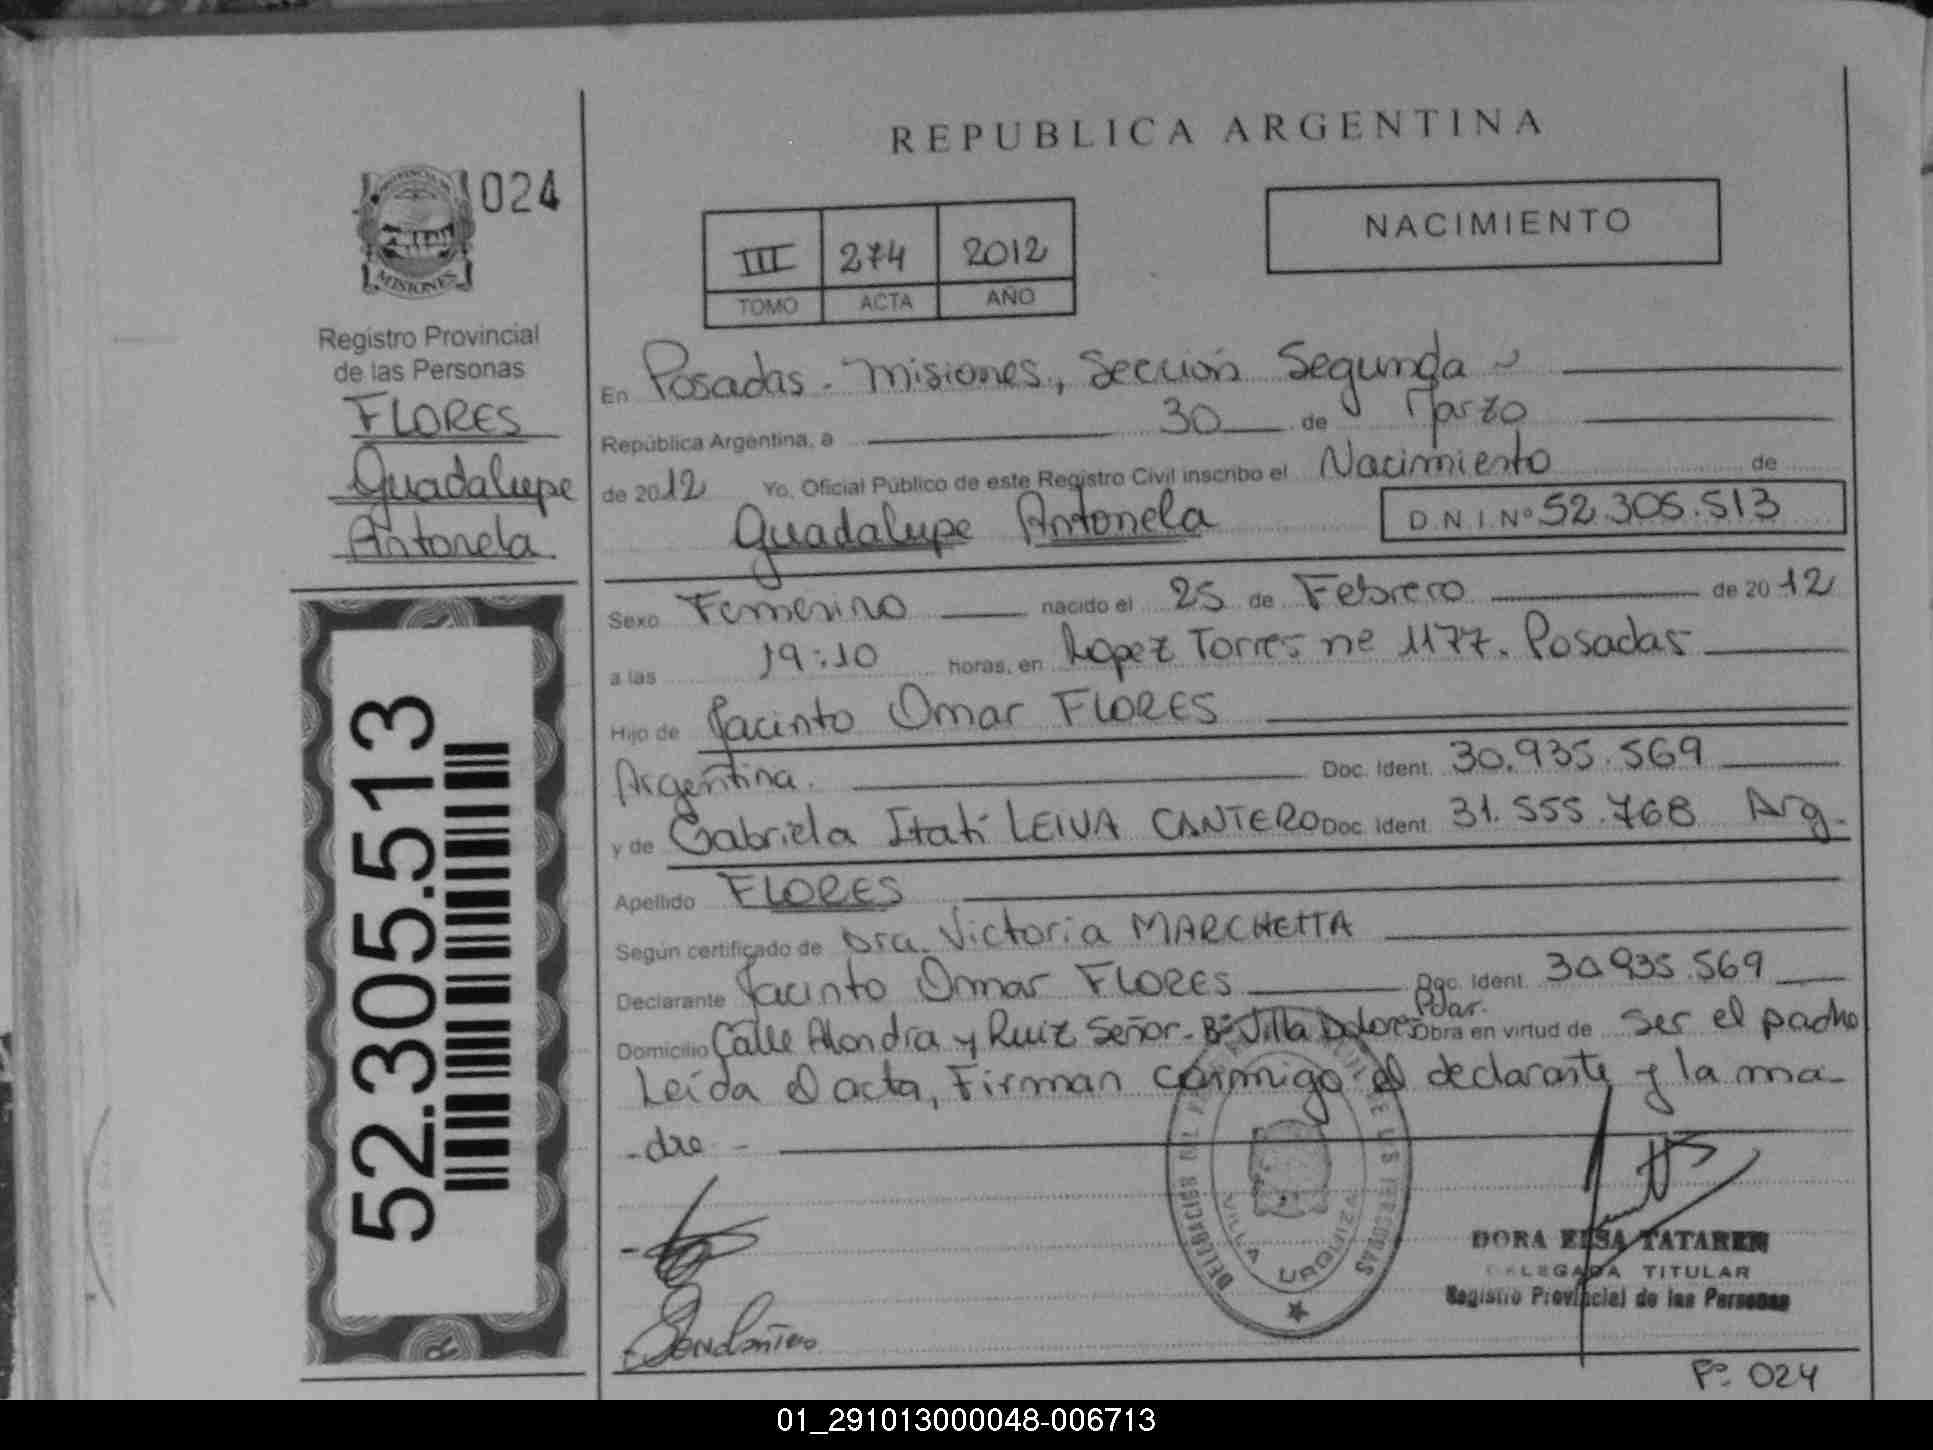 REPUBLICA ARGENTINA
024
MISIONES
Registro Provincial
de las Personas
FLORES
Guadalupe
Antonela
52.305.513
NACIMIENTO
III 274 2012
TOMO ACTA AÑO
En Posadas - Misiones, Sección Segunda
República Argentina, a 30 de Marzo
de 2012 Yo, Oficial Público de este Registro Civil inscribo el Nacimiento de
Guadalupe Antonela D.N.I. Nº 52.305.513
Sexo Femenino nacido el 25 de Febrero de 2012
a las 19:10 horas, en Lopez Torres ne 1177. Posadas
Hijo de Jacinto Omar FLORES
Argentina. Doc. Ident. 30.935.569
y de Gabriela Itatí LEIVA CANTERO Doc. Ident. 31.555.768 Arg.
Apellido FLORES
Según certificado de Dra. Victoria MARCHETTA
Declarante Jacinto Omar FLORES Doc. Ident. 30.935.569
Pdar.
Domicilio Calle Alondra y Ruiz Señor - Bº Villa Dolores Obra en virtud de ser el padre
Leída el acta, Firman conmigo el declarante y la ma-
-dre -
VILLA URQUIZA
DORA ELSA TATAREN
DELEGADA TITULAR
Registro Provincial de las Personas
Fº 024
01_291013000048-006713